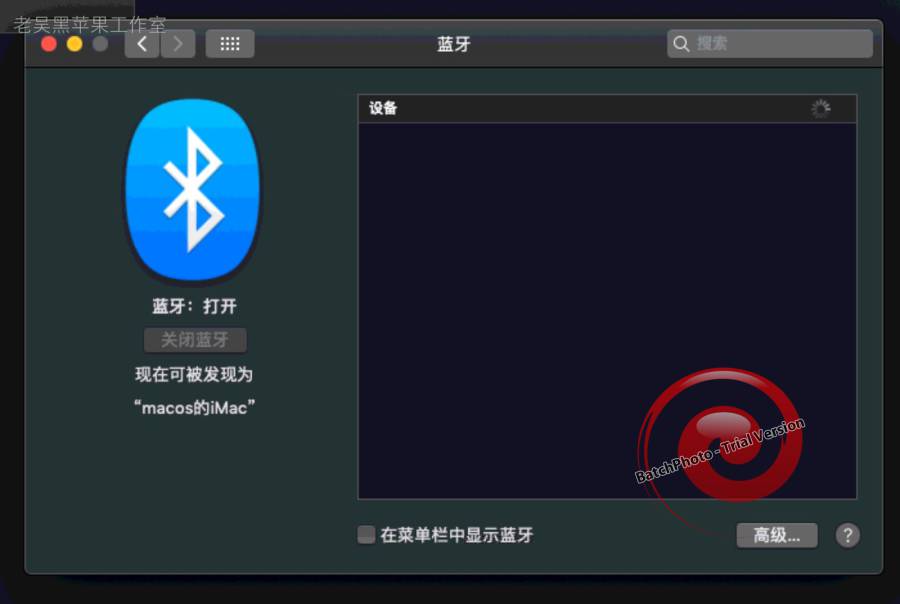 老吴黑苹果工作室
蓝牙
搜索
设备
蓝牙：打开
关闭蓝牙
现在可被发现为
“macos的iMac”
BatchPhoto - Trial Version
在菜单栏中显示蓝牙
高级...
?